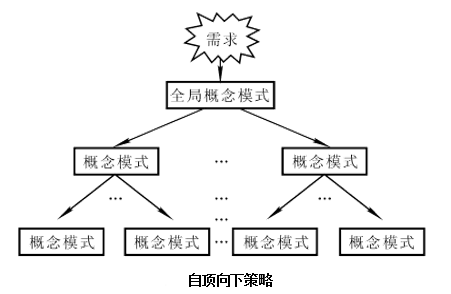 需求
全局概念模式
概念模式 … 概念模式
… … …
…
概念模式 概念模式 … 概念模式 概念模式
自顶向下策略